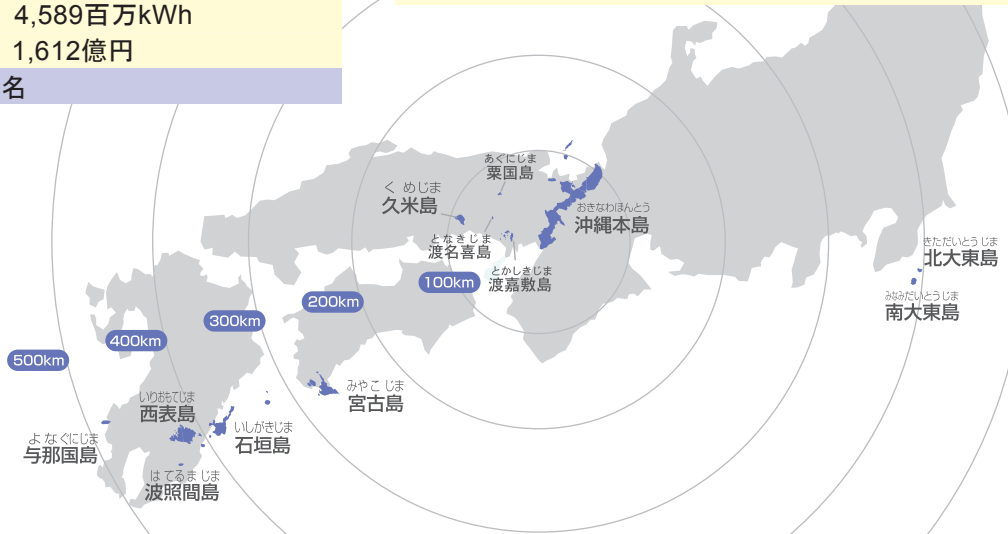 4,589百万kWh
1,612億円
名
あぐにじま
粟国島
く めじま
久米島
おきなわほんとう
沖縄本島
となきじま
渡名喜島
とかしきじま
渡嘉敷島
きただいとうじま
北大東島
みなみだいとうじま
南大東島
100km
200km
300km
400km
500km
みやこ じま
宮古島
いりおもてじま
西表島
いしがきじま
石垣島
よ な ぐにじま
与那国島
は てるま じま
波照間島